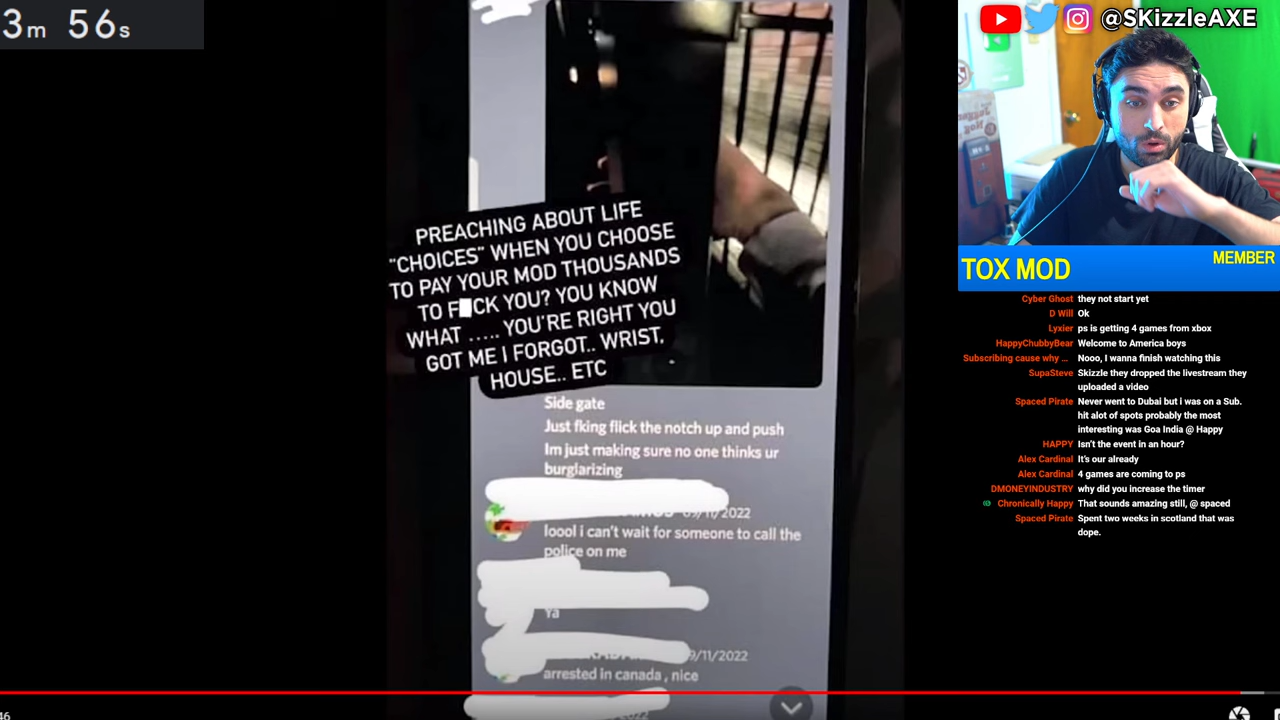 3m 56s
@SKizzleAXE
PREACHING ABOUT LIFE
"CHOICES" WHEN YOU CHOOSE
TO PAY YOUR MOD THOUSANDS
TO F CK YOU? YOU KNOW
WHAT ..... YOU'RE RIGHT YOU
GOT ME I FORGOT.. WRIST,
HOUSE.. ETC
Side gate
Just fking flick the notch up and push
Im just making sure no one thinks ur
burglarizing
09/11/2022
loool i can't wait for someone to call the
police on me
Ya
9/11/2022
arrested in canada , nice
2022
46
TOX MOD
MEMBER
Cyber Ghost they not start yet
D Will Ok
Lyxier ps is getting 4 games from xbox
HappyChubbyBear Welcome to America boys
Subscribing cause why ... Nooo, I wanna finish watching this
SupaSteve Skizzle they dropped the livestream they
uploaded a video
Spaced Pirate Never went to Dubai but i was on a Sub.
hit alot of spots probably the most
interesting was Goa India @ Happy
HAPPY Isn't the event in an hour?
Alex Cardinal It's our already
Alex Cardinal 4 games are coming to ps
DMONEYINDUSTRY why did you increase the timer
Chronically Happy That sounds amazing still, @ spaced
Spaced Pirate Spent two weeks in scotland that was
dope.